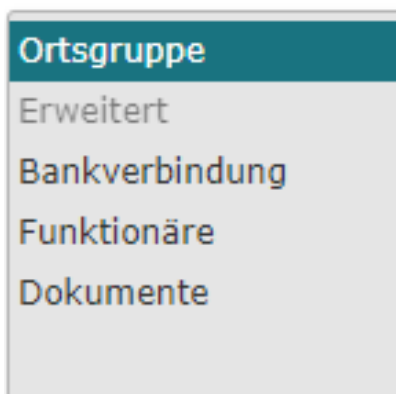 Ortsgruppe
Erweitert
Bankverbindung
Funktionäre
Dokumente